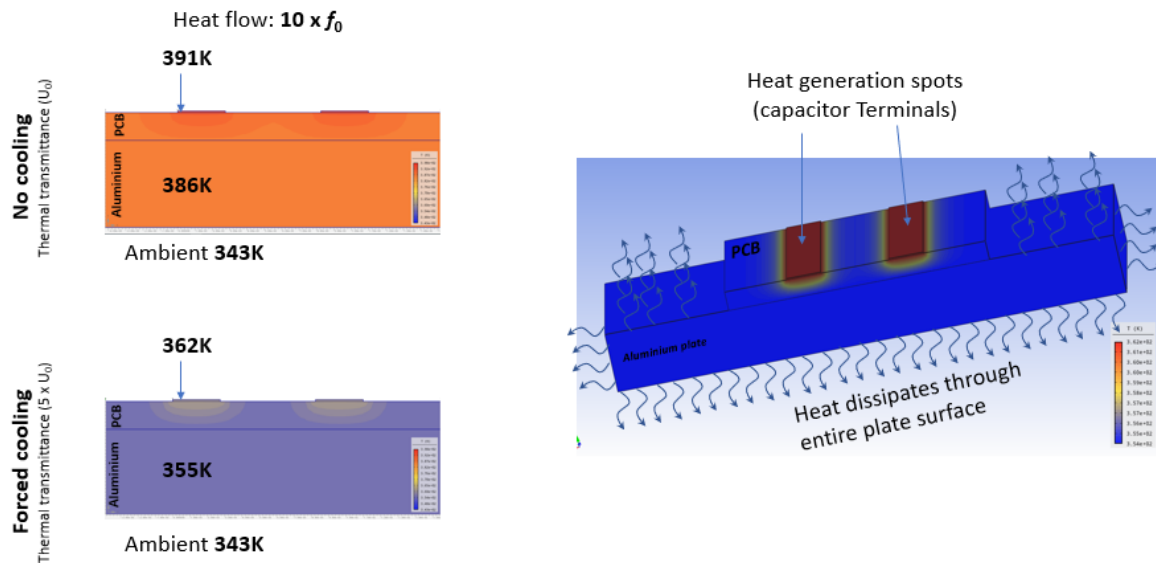 Heat flow: 10 x f₀
391K
No cooling
Thermal transmittance (U₀)
PCB
Aluminium
386K
T (K)
Ambient 343K
362K
Forced cooling
Thermal transmittance (5 x U₀)
PCB
Aluminium
355K
T (K)
Ambient 343K
Heat generation spots
(capacitor Terminals)
PCB
Aluminium plate
Heat dissipates through
entire plate surface
T (K)
3.62e+02
3.61e+02
3.60e+02
3.60e+02
3.59e+02
3.58e+02
3.57e+02
3.57e+02
3.56e+02
3.55e+02
3.54e+02